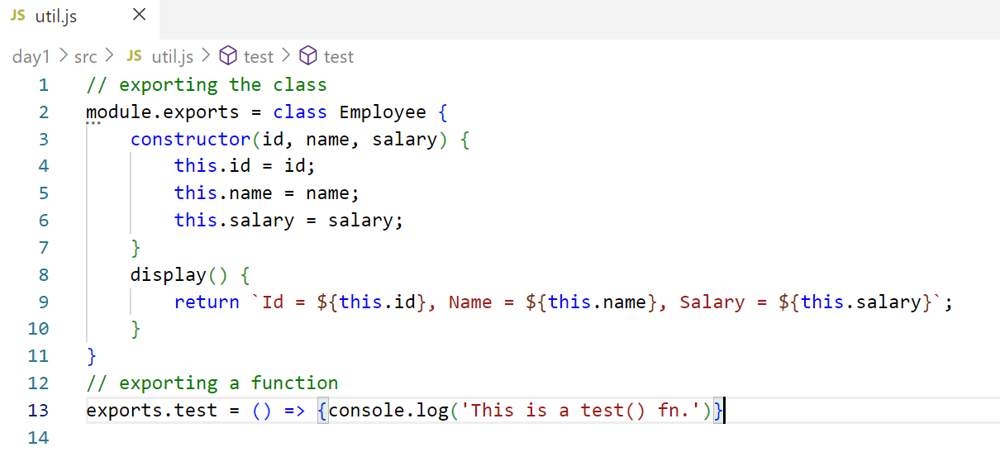 JS util.js
day1 > src > JS util.js > test > test
1 // exporting the class
2 module.exports = class Employee {
3     constructor(id, name, salary) {
4         this.id = id;
5         this.name = name;
6         this.salary = salary;
7     }
8     display() {
9         return `Id = ${this.id}, Name = ${this.name}, Salary = ${this.salary}`;
10     }
11 }
12 // exporting a function
13 exports.test = () => {console.log('This is a test() fn.')}
14